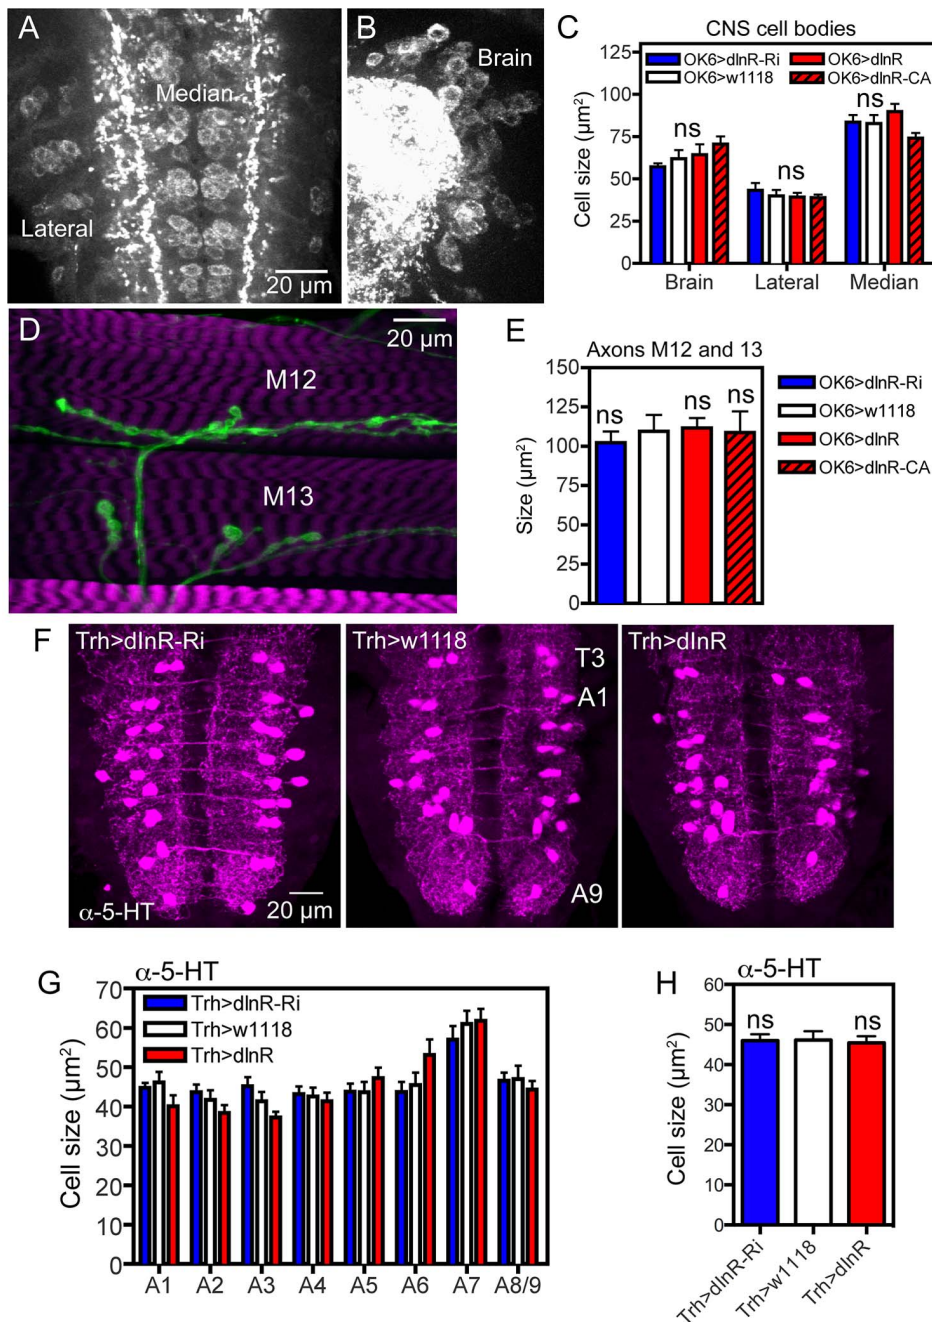 A
Median
Lateral
20 µm
B
Brain
C
CNS cell bodies
OK6>dInR-Ri
OK6>dInR
OK6>w1118
OK6>dInR-CA
Cell size (µm²)
125
100
75
50
25
0
ns
ns
ns
Brain
Lateral
Median
D
20 µm
M12
M13
E
Axons M12 and 13
Size (µm²)
150
125
100
75
50
25
0
ns
ns
ns
OK6>dInR-Ri
OK6>w1118
OK6>dInR
OK6>dInR-CA
F
Trh>dInR-Ri
α-5-HT
20 µm
Trh>w1118
T3
A1
A9
Trh>dInR
G
α-5-HT
Trh>dInR-Ri
Trh>w1118
Trh>dInR
Cell size (µm²)
70
60
50
40
30
20
10
0
A1 A2 A3 A4 A5 A6 A7 A8/9
H
α-5-HT
Cell size (µm²)
60
50
40
30
20
10
0
ns
ns
Trh>dInR-Ri
Trh>w1118
Trh>dInR